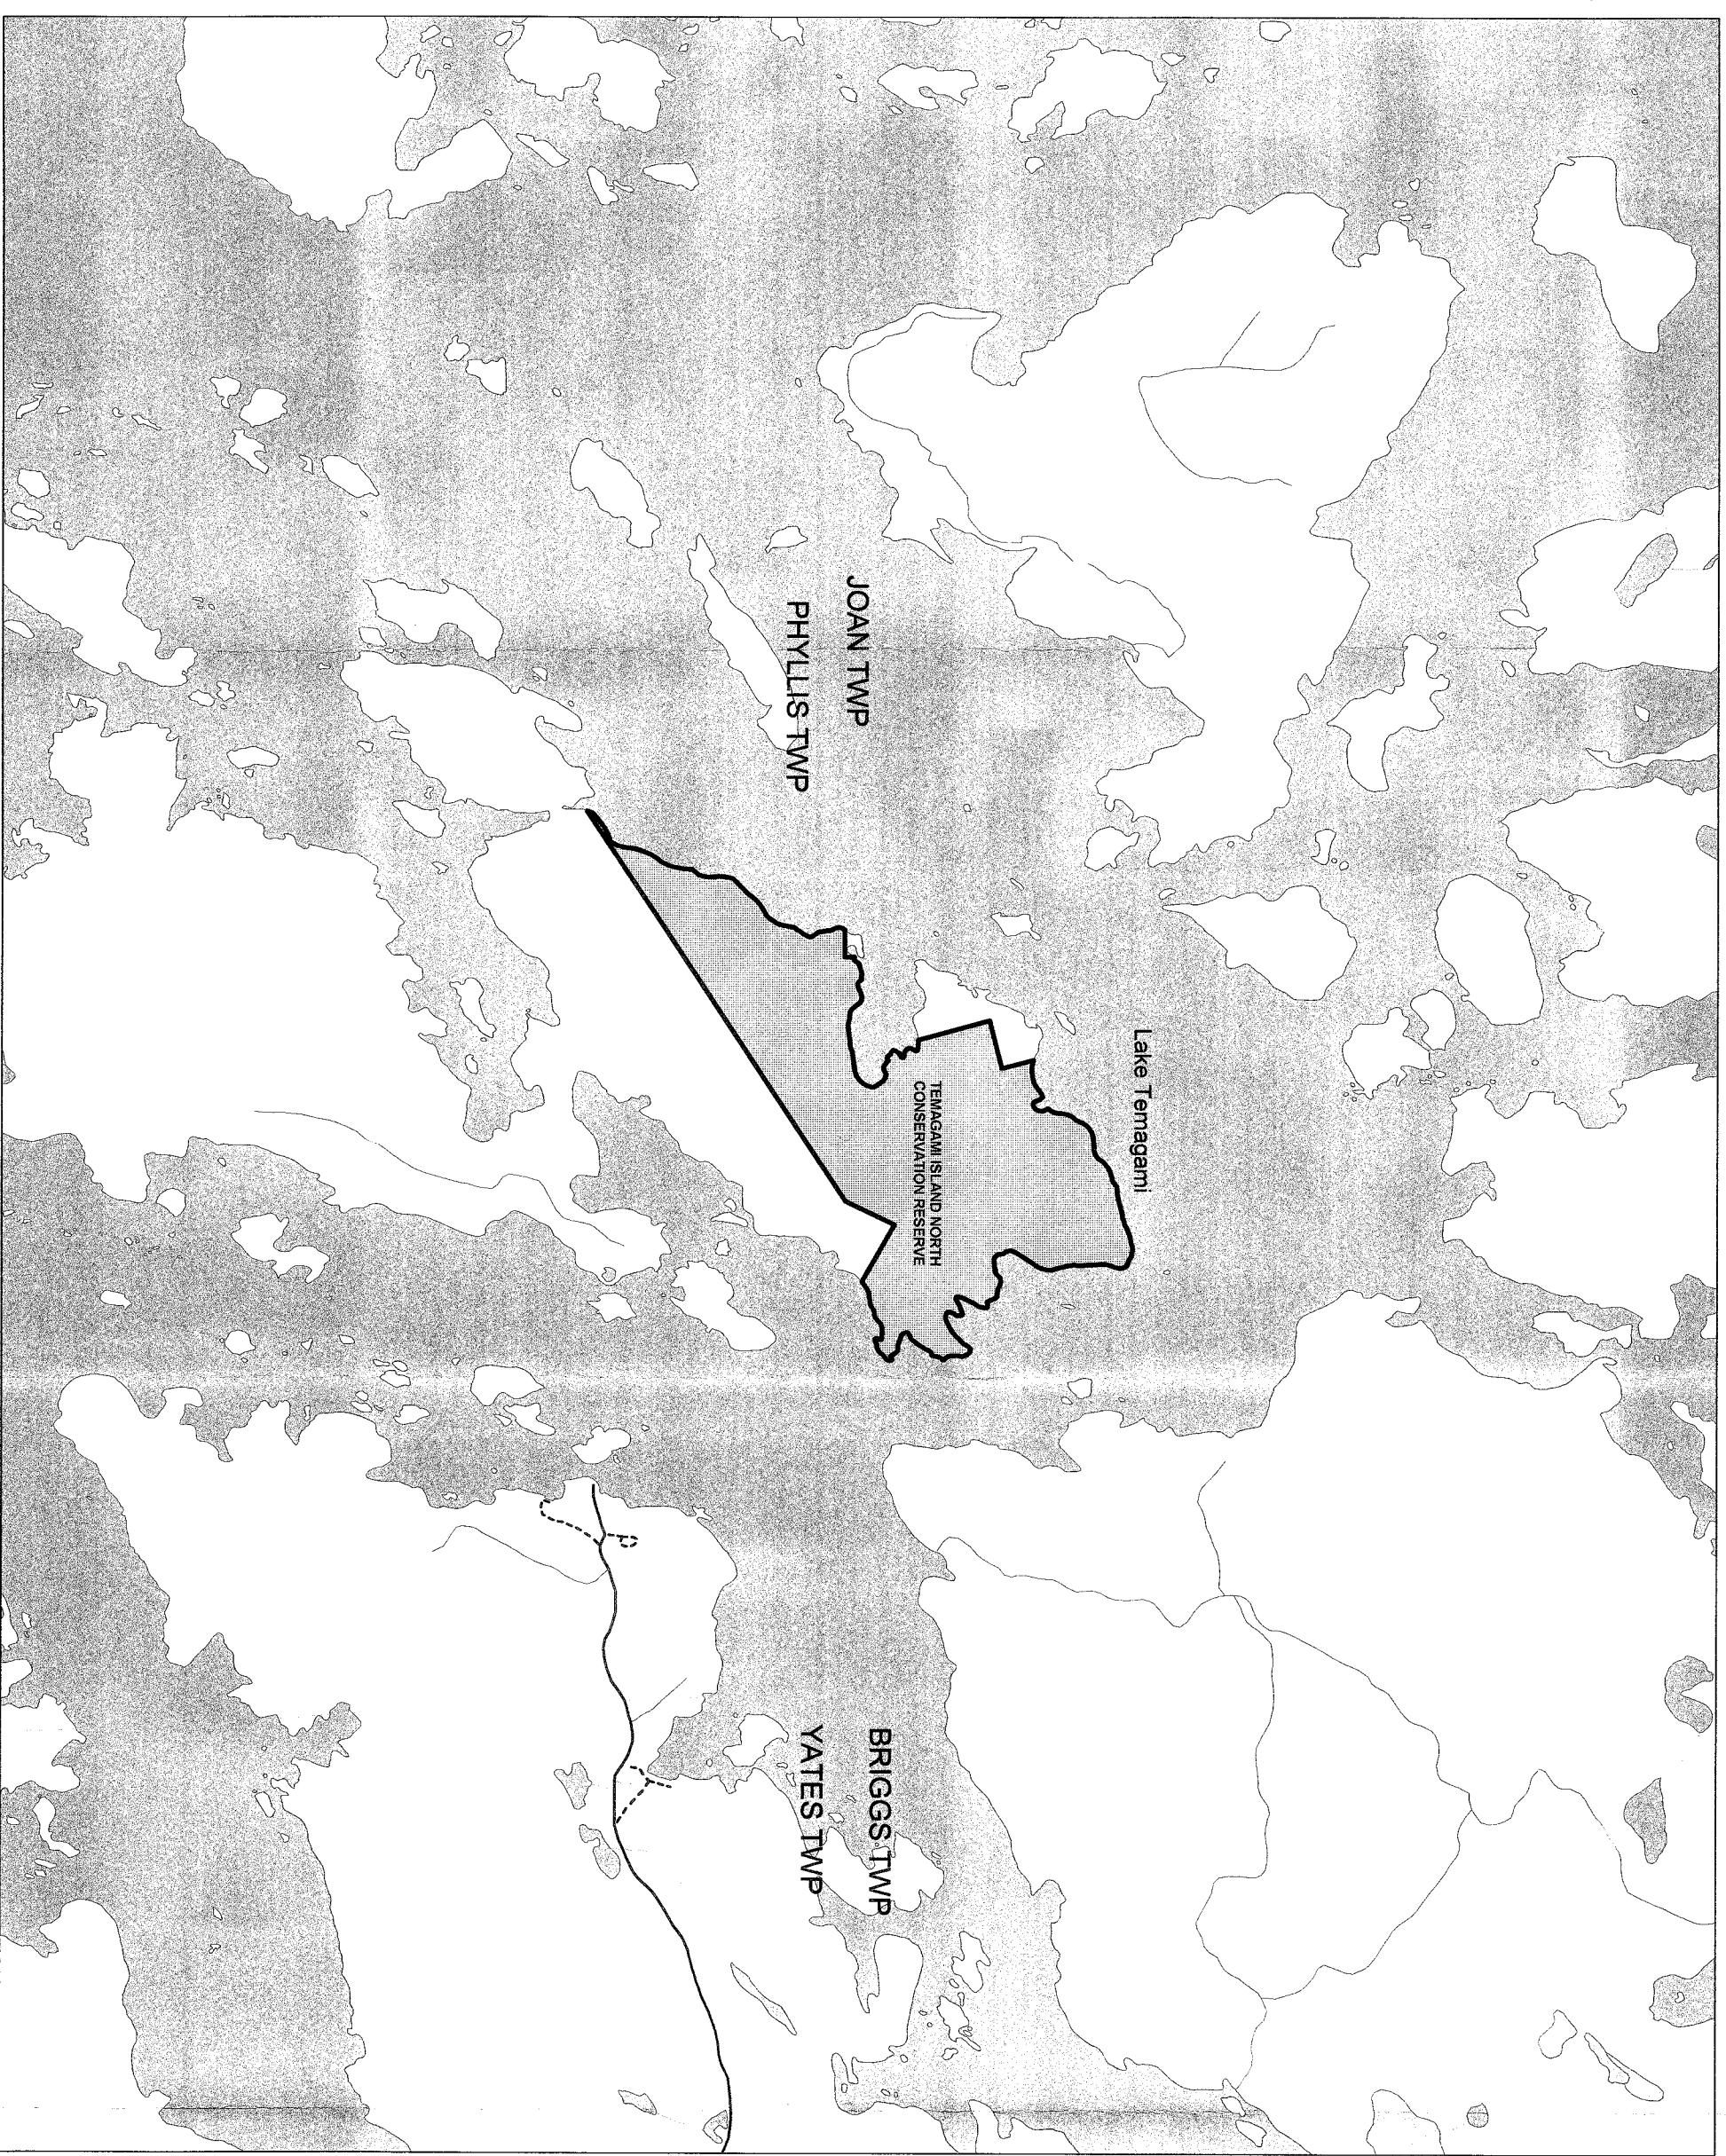 Lake Temagami
JOAN TWP
PHYLLIS TWP
TEMAGAMI ISLAND NORTH
CONSERVATION RESERVE
BRIGGS TWP
YATES TWP